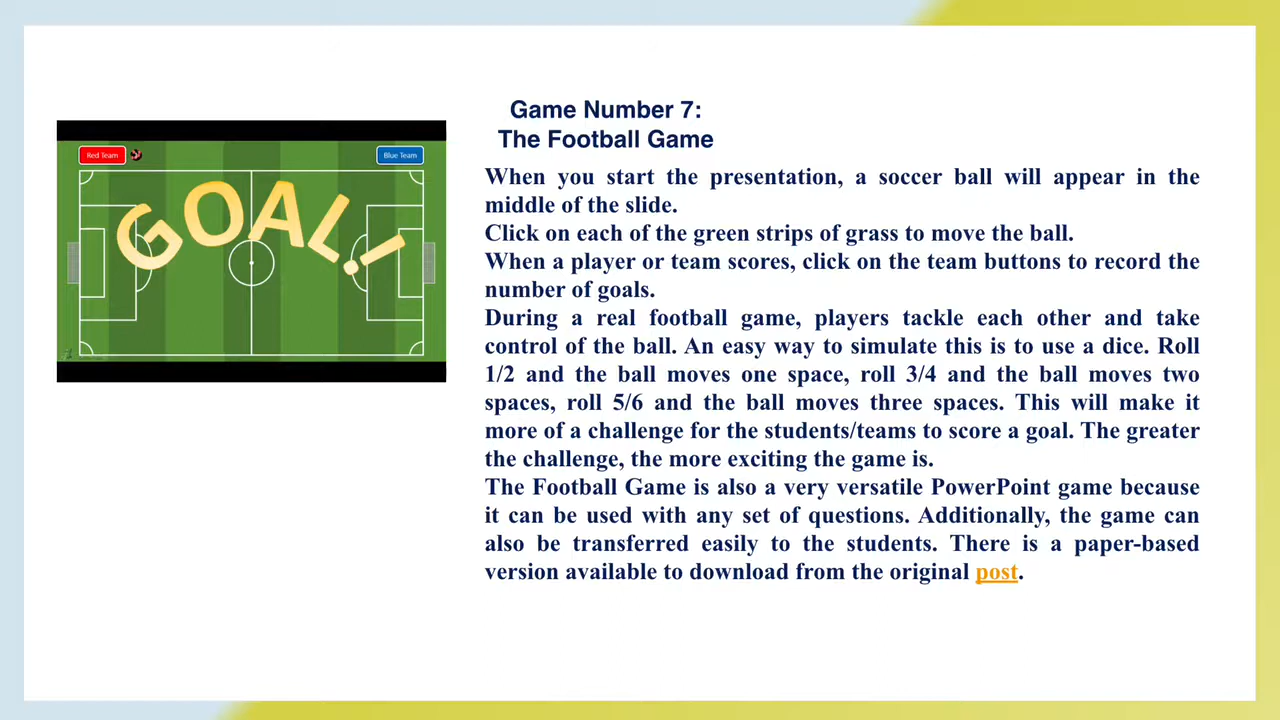 Game Number 7:
The Football Game
Red Team
Blue Team
GOAL!
When you start the presentation, a soccer ball will appear in the
middle of the slide.
Click on each of the green strips of grass to move the ball.
When a player or team scores, click on the team buttons to record the
number of goals.
During a real football game, players tackle each other and take
control of the ball. An easy way to simulate this is to use a dice. Roll
1/2 and the ball moves one space, roll 3/4 and the ball moves two
spaces, roll 5/6 and the ball moves three spaces. This will make it
more of a challenge for the students/teams to score a goal. The greater
the challenge, the more exciting the game is.
The Football Game is also a very versatile PowerPoint game because
it can be used with any set of questions. Additionally, the game can
also be transferred easily to the students. There is a paper-based
version available to download from the original post.